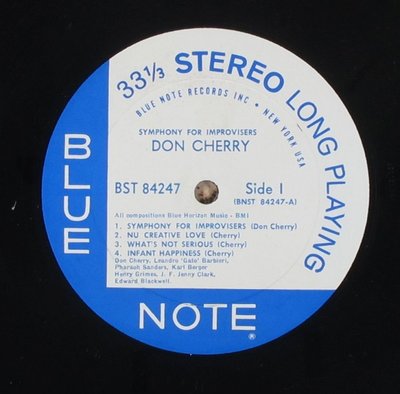 33⅓ STEREO LONG PLAYING
BLUE NOTE RECORDS INC • NEW YORK USA
SYMPHONY FOR IMPROVISERS
DON CHERRY
BST 84247
Side I
(BNST 84247-A)
All compositions Blue Horizon Music - BMI
1. SYMPHONY FOR IMPROVISERS (Don Cherry)
2. NU CREATIVE LOVE (Cherry)
3. WHAT'S NOT SERIOUS (Cherry)
4. INFANT HAPPINESS (Cherry)
Don Cherry, Leandro 'Gato' Barbieri,
Pharoah Sanders, Karl Berger
Henry Grimes, J. F. Jenny Clark,
Edward Blackwell.
BLUE
NOTE
®